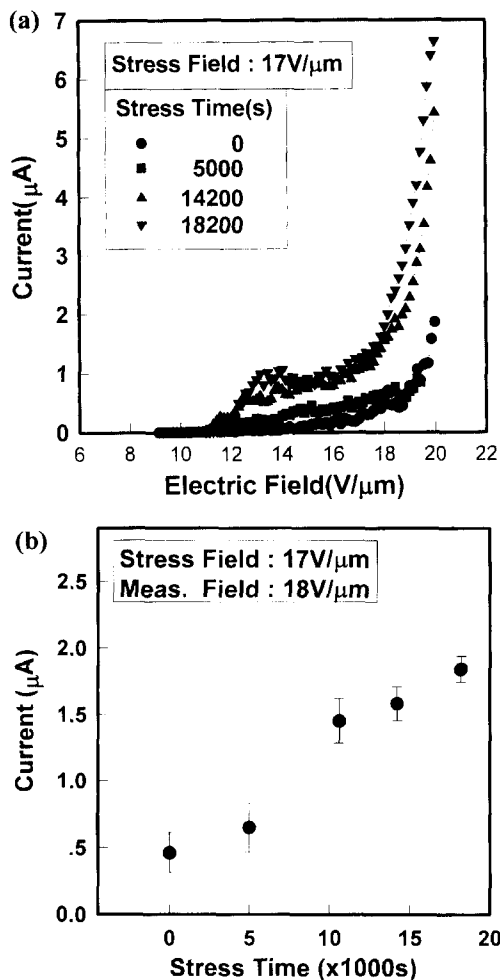 (a)
7
6
5
4
3
2
1
0
Current(μA)
Stress Field : 17V/μm
Stress Time(s)
0
5000
14200
18200
6 8 10 12 14 16 18 20 22
Electric Field(V/μm)
(b)
Stress Field : 17V/μm
Meas. Field : 18V/μm
2.5
2.0
1.5
1.0
.5
0.0
Current (μA)
0 5 10 15 20
Stress Time (x1000s)